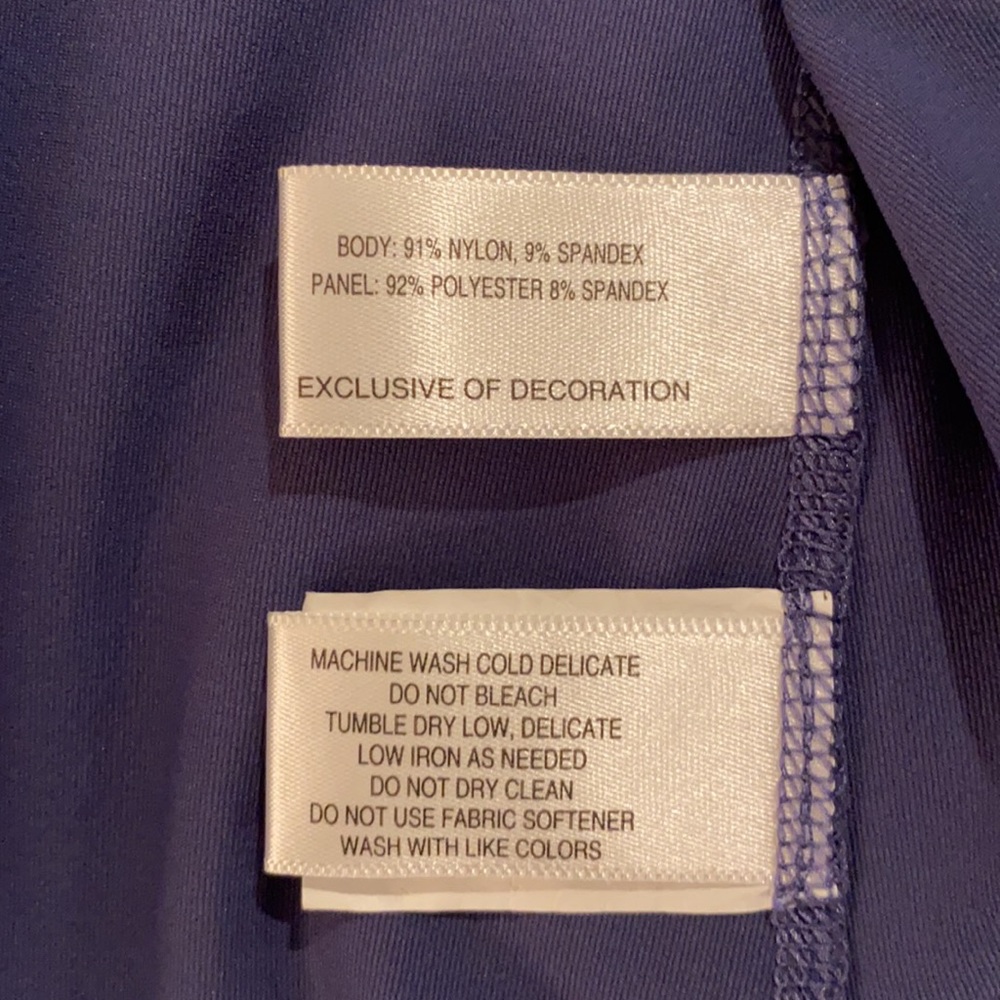 BODY: 91% NYLON, 9% SPANDEX
PANEL: 92% POLYESTER 8% SPANDEX
EXCLUSIVE OF DECORATION
MACHINE WASH COLD DELICATE
DO NOT BLEACH
TUMBLE DRY LOW, DELICATE
LOW IRON AS NEEDED
DO NOT DRY CLEAN
DO NOT USE FABRIC SOFTENER
WASH WITH LIKE COLORS